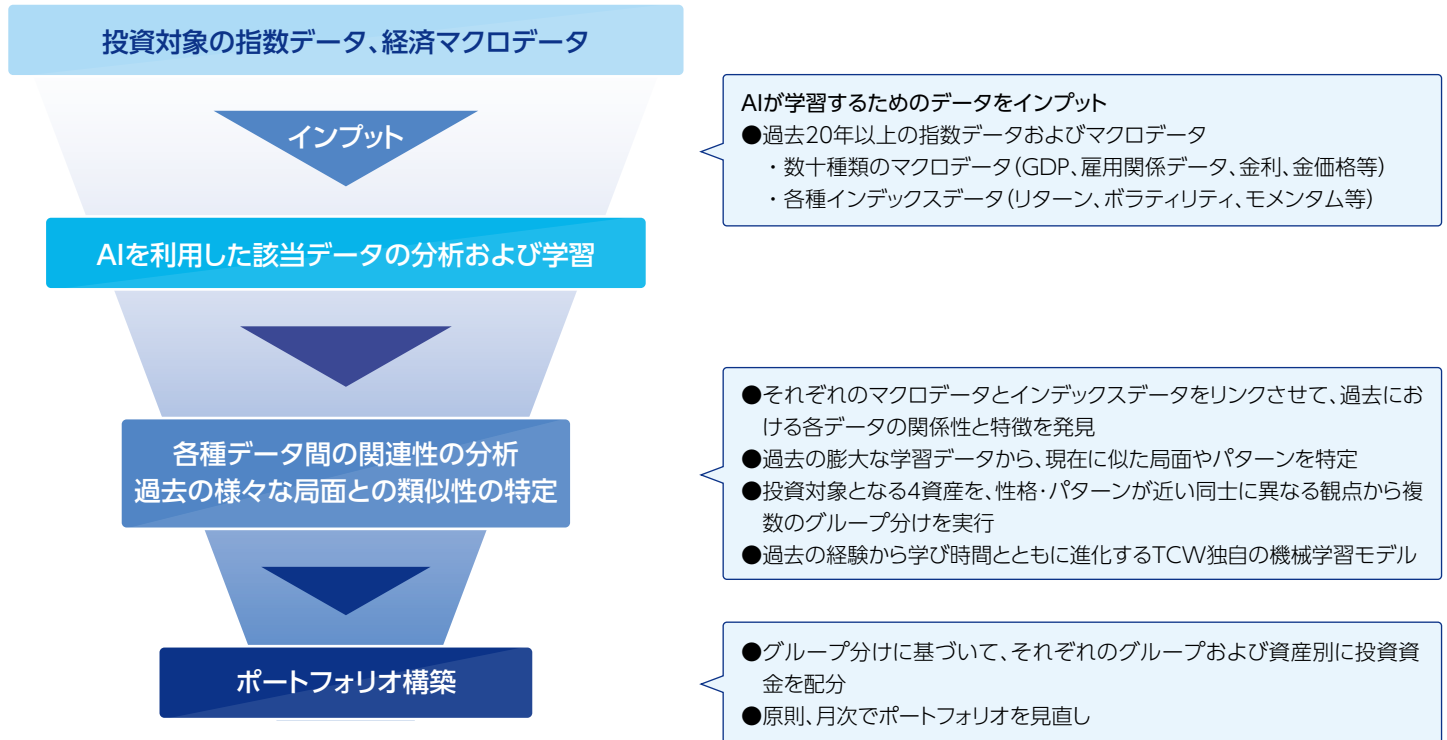 投資対象の指数データ、経済マクロデータ
インプット
AIが学習するためのデータをインプット
●過去20年以上の指数データおよびマクロデータ
・数十種類のマクロデータ(GDP、雇用関係データ、金利、金価格等)
・各種インデックスデータ(リターン、ボラティリティ、モメンタム等)
AIを利用した該当データの分析および学習
各種データ間の関連性の分析
過去の様々な局面との類似性の特定
●それぞれのマクロデータとインデックスデータをリンクさせて、過去にお
ける各データの関係性と特徴を発見
●過去の膨大な学習データから、現在に似た局面やパターンを特定
●投資対象となる4資産を、性格・パターンが近い同士に異なる観点から複
数のグループ分けを実行
●過去の経験から学び時間とともに進化するTCW独自の機械学習モデル
ポートフォリオ構築
●グループ分けに基づいて、それぞれのグループおよび資産別に投資資
金を配分
●原則、月次でポートフォリオを見直し